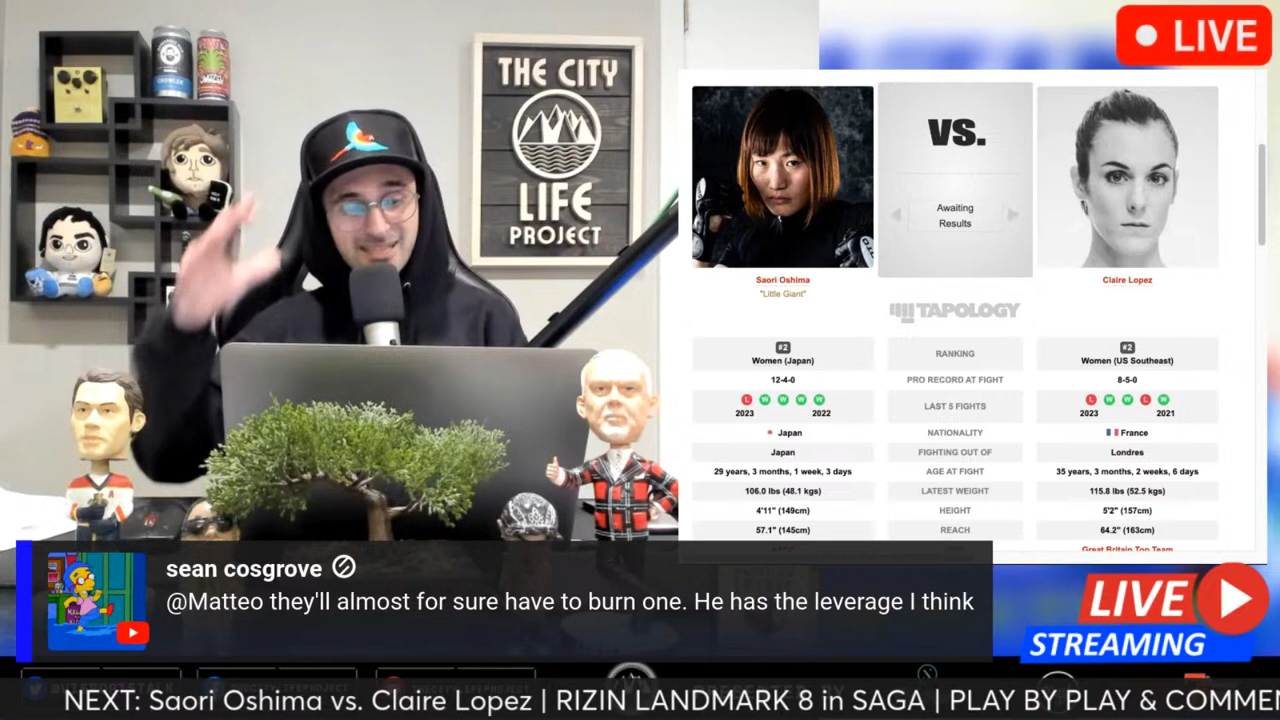 LIVE
THE CITY
LIFE
PROJECT
VS.
Awaiting
Results
Saori Oshima
"Little Giant"
Claire Lopez
TAPOLOGY
#2
Women (Japan)
RANKING
#2
Women (US Southeast)
12-4-0
PRO RECORD AT FIGHT
8-5-0
L W W W W
2023 2022
LAST 5 FIGHTS
L W W L W
2023 2021
Japan
NATIONALITY
France
Japan
FIGHTING OUT OF
Londres
29 years, 3 months, 1 week, 3 days
AGE AT FIGHT
35 years, 3 months, 2 weeks, 6 days
106.0 lbs (48.1 kgs)
LATEST WEIGHT
115.8 lbs (52.5 kgs)
4'11" (149cm)
HEIGHT
5'2" (157cm)
57.1" (145cm)
REACH
64.2" (163cm)
Great Britain Top Team
sean cosgrove
@Matteo they'll almost for sure have to burn one. He has the leverage I think
LIVE
STREAMING
NEXT: Saori Oshima vs. Claire Lopez | RIZIN LANDMARK 8 in SAGA | PLAY BY PLAY & COMMEN